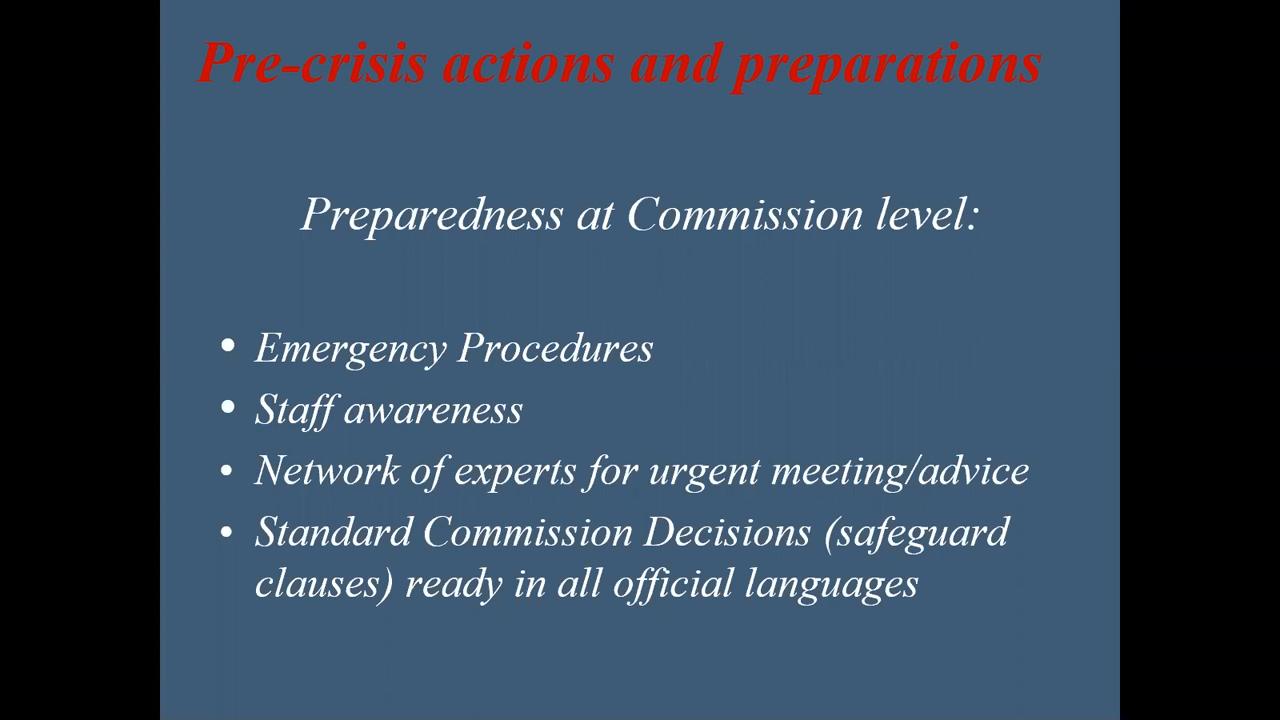 Pre-crisis actions and preparations
Preparedness at Commission level:
• Emergency Procedures
• Staff awareness
• Network of experts for urgent meeting/advice
• Standard Commission Decisions (safeguard
clauses) ready in all official languages